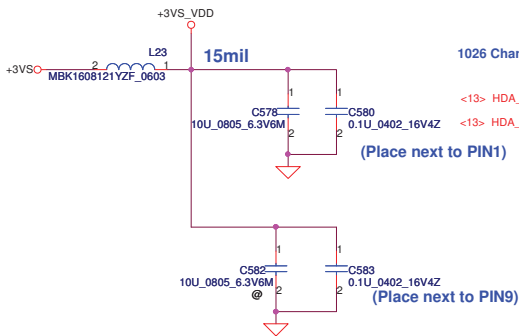 +3VS_VDD
L23
15mil
1026 Chan
+3VS
2
1
MBK1608121YZF_0603
<13> HDA_
<13> HDA_
1
1
C578
C580
10U_0805_6.3V6M
0.1U_0402_16V4Z
2
2
(Place next to PIN1)
1
1
C582
C583
10U_0805_6.3V6M
0.1U_0402_16V4Z
@
2
2
(Place next to PIN9)